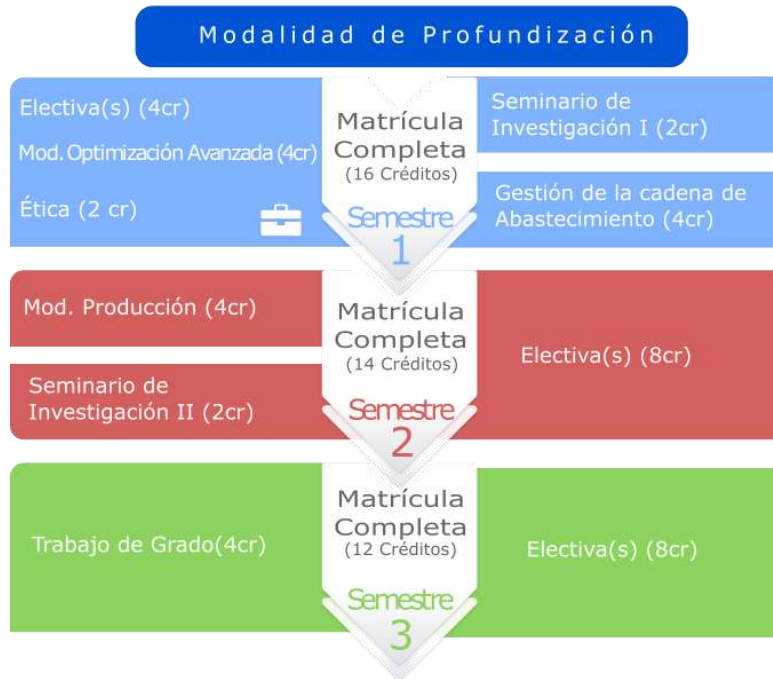 Modalidad de Profundización
Electiva(s) (4cr)
Mod. Optimización Avanzada (4cr)
Ética (2 cr)
Matrícula
Completa
(16 Créditos)
Semestre
1
Seminario de
Investigación I (2cr)
Gestión de la cadena de
Abastecimiento (4cr)
Mod. Producción (4cr)
Seminario de
Investigación II (2cr)
Matrícula
Completa
(14 Créditos)
Semestre
2
Electiva(s) (8cr)
Trabajo de Grado(4cr)
Matrícula
Completa
(12 Créditos)
Semestre
3
Electiva(s) (8cr)